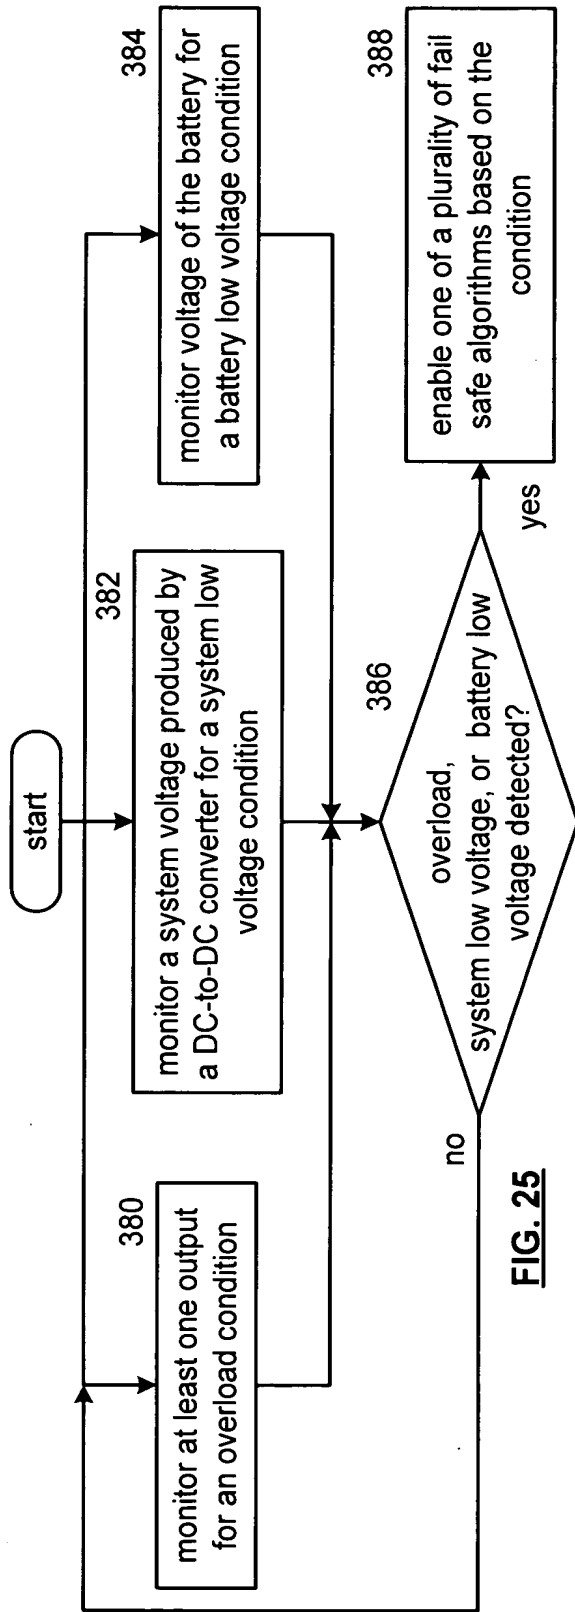 start
380
monitor at least one output
for an overload condition
382
monitor a system voltage produced by
a DC-to-DC converter for a system low
voltage condition
384
monitor voltage of the battery for
a battery low voltage condition
386
overload,
system low voltage, or battery low
voltage detected?
no
yes
388
enable one of a plurality of fail
safe algorithms based on the
condition
FIG. 25